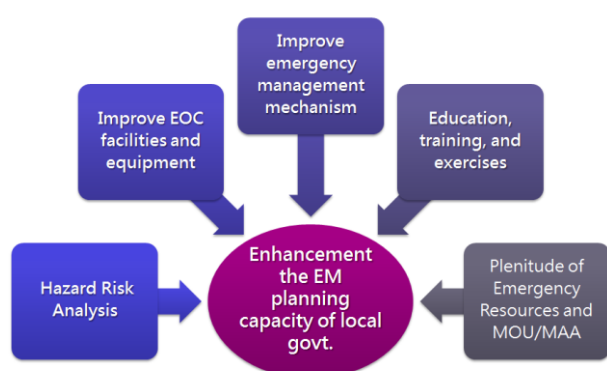 Improve
emergency
management
mechanism
Improve EOC
facilities and
equipment
Education,
training, and
exercises
Hazard Risk
Analysis
Enhancement
the EM
planning
capacity of local
govt.
Plenitude of
Emergency
Resources and
MOU/MAA